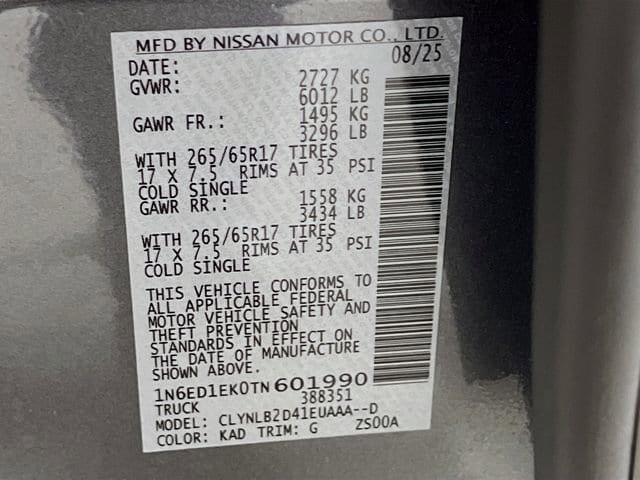 MFD BY NISSAN MOTOR CO., LTD.
DATE: 08/25
GVWR: 2727 KG
6012 LB
GAWR FR.: 1495 KG
3296 LB
WITH 265/65R17 TIRES
17 X 7.5 RIMS AT 35 PSI
COLD SINGLE
GAWR RR.: 1558 KG
3434 LB
WITH 265/65R17 TIRES
17 X 7.5 RIMS AT 35 PSI
COLD SINGLE
THIS VEHICLE CONFORMS TO
ALL APPLICABLE FEDERAL
MOTOR VEHICLE SAFETY AND
THEFT PREVENTION
STANDARDS IN EFFECT ON
THE DATE OF MANUFACTURE
SHOWN ABOVE.
1N6ED1EK0TN601990
TRUCK 388351
MODEL: CLYNLB2D41EUAAA--D
COLOR: KAD TRIM: G ZS00A